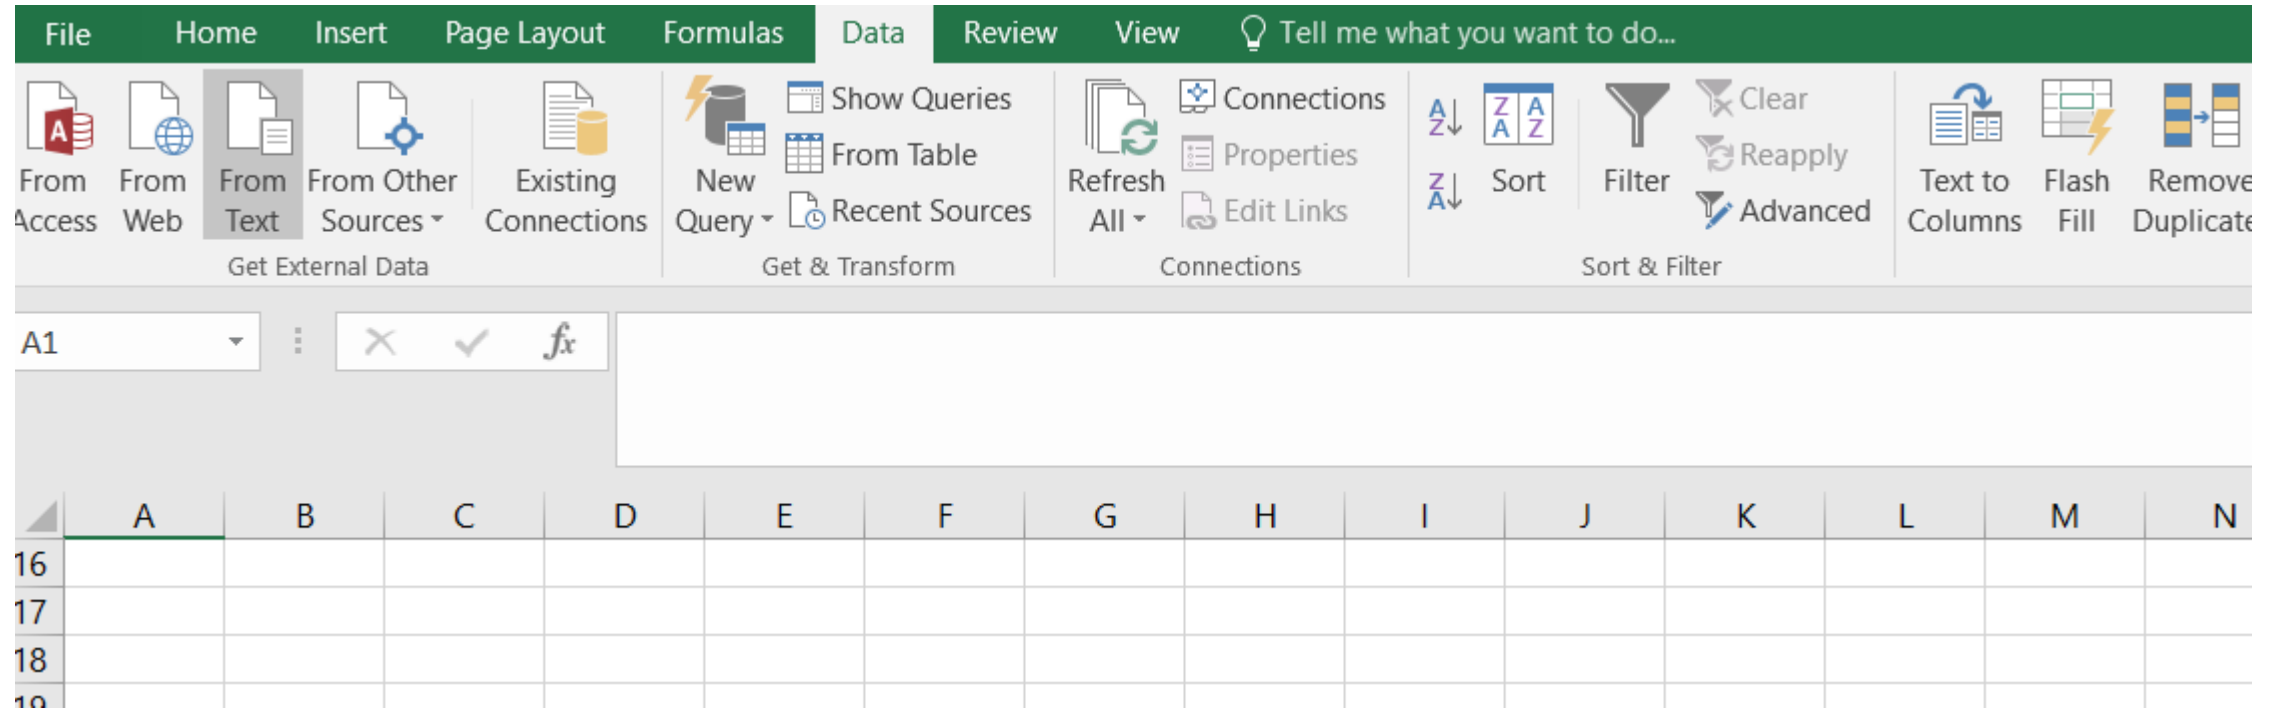 File Home Insert Page Layout Formulas Data Review View Tell me what you want to do...
From Access
From Web
From Text
From Other Sources
Existing Connections
Get External Data
New Query
Show Queries
From Table
Recent Sources
Get & Transform
Refresh All
Connections
Properties
Edit Links
Connections
Sort
Filter
Clear
Reapply
Advanced
Sort & Filter
Text to Columns
Flash Fill
Remove Duplicate
A1 fx
A B C D E F G H I J K L M N
16
17
18
19